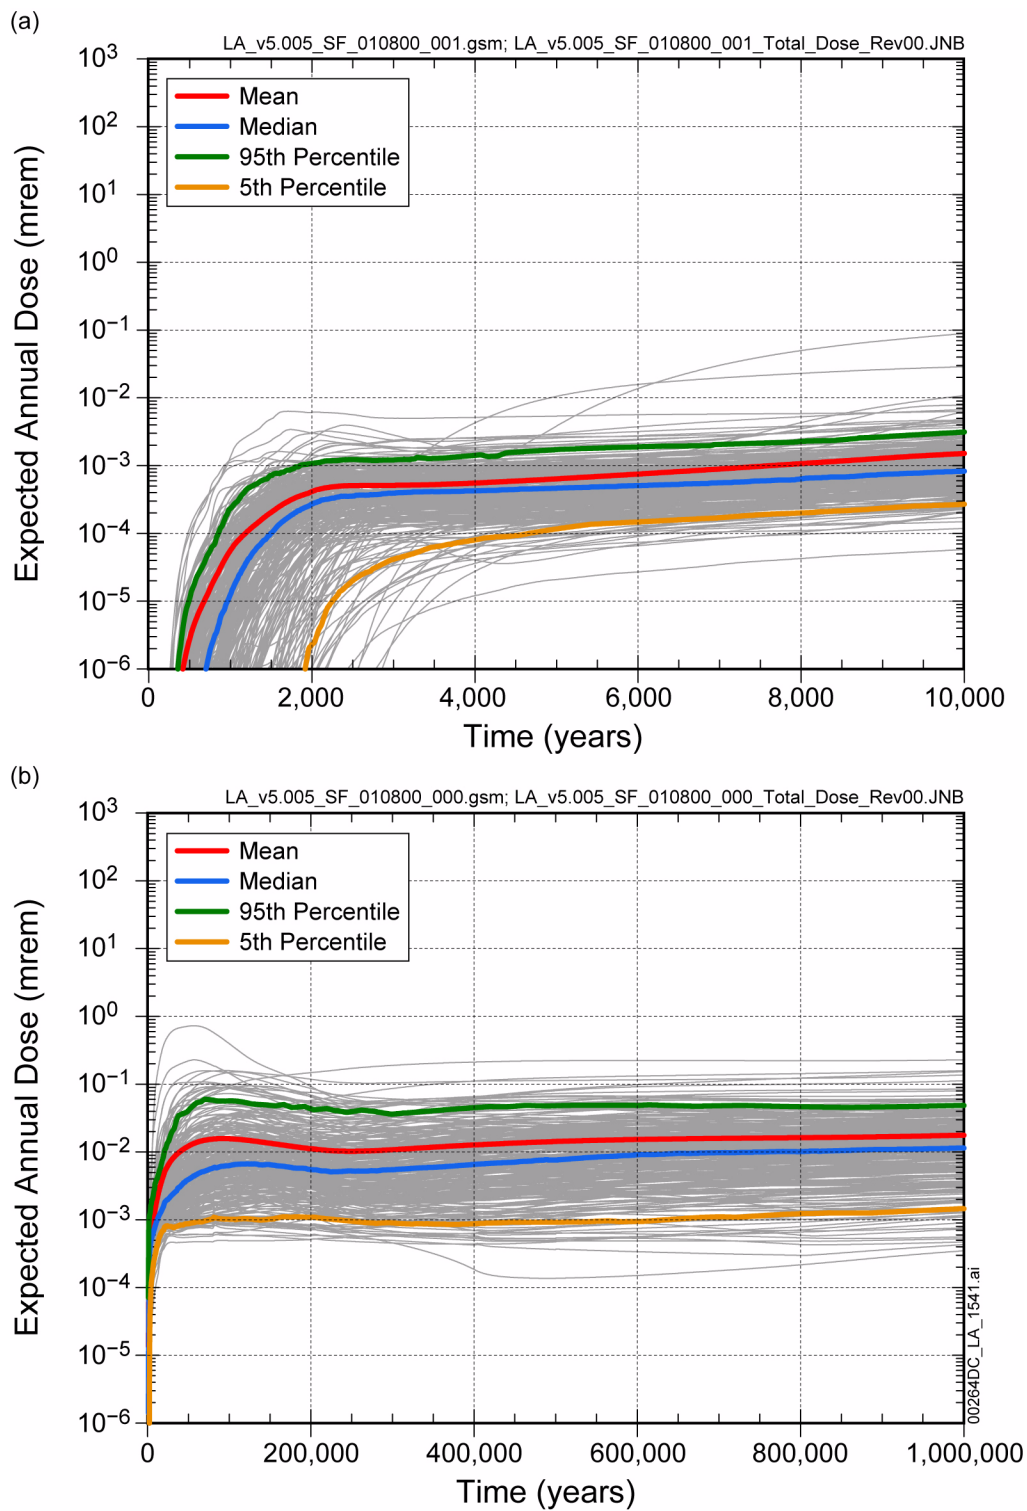 (a)
LA_v5.005_SF_010800_001.gsm; LA_v5.005_SF_010800_001_Total_Dose_Rev00.JNB
Expected Annual Dose (mrem)
10³
10²
10¹
10⁰
10⁻¹
10⁻²
10⁻³
10⁻⁴
10⁻⁵
10⁻⁶
Mean
Median
95th Percentile
5th Percentile
0 2,000 4,000 6,000 8,000 10,000
Time (years)
(b)
LA_v5.005_SF_010800_000.gsm; LA_v5.005_SF_010800_000_Total_Dose_Rev00.JNB
Expected Annual Dose (mrem)
10³
10²
10¹
10⁰
10⁻¹
10⁻²
10⁻³
10⁻⁴
10⁻⁵
10⁻⁶
Mean
Median
95th Percentile
5th Percentile
0 200,000 400,000 600,000 800,000 1,000,000
Time (years)
00264DC_LA_1541.ai